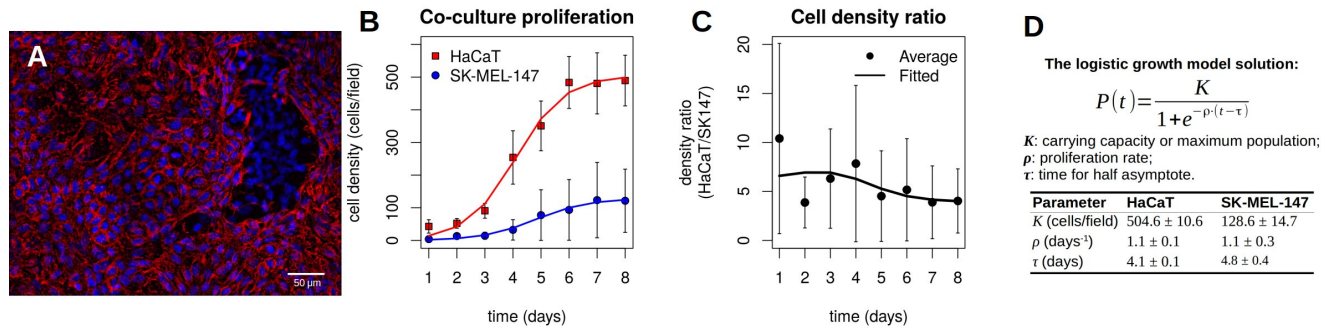 A
50 µm
B
Co-culture proliferation
HaCaT
SK-MEL-147
cell density (cells/field)
0
100
300
500
1 2 3 4 5 6 7 8
time (days)
C
Cell density ratio
Average
Fitted
density ratio
(HaCaT/SK147)
0
5
10
15
20
1 2 3 4 5 6 7 8
time (days)
D
The logistic growth model solution:
P(t)=K/1+e^-ρ·(t-τ)
K: carrying capacity or maximum population;
ρ: proliferation rate;
τ: time for half asymptote.
Parameter HaCaT SK-MEL-147
K (cells/field) 504.6 ± 10.6 128.6 ± 14.7
ρ (days-1) 1.1 ± 0.1 1.1 ± 0.3
τ (days) 4.1 ± 0.1 4.8 ± 0.4